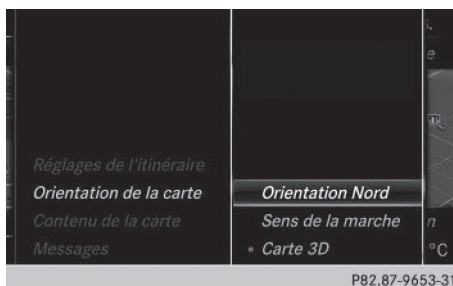 Réglages de l'itinéraire
Orientation de la carte
Contenu de la carte
Messages
Orientation Nord
Sens de la marche
• Carte 3D
s.
e
n
°C
P82.87-9653-31